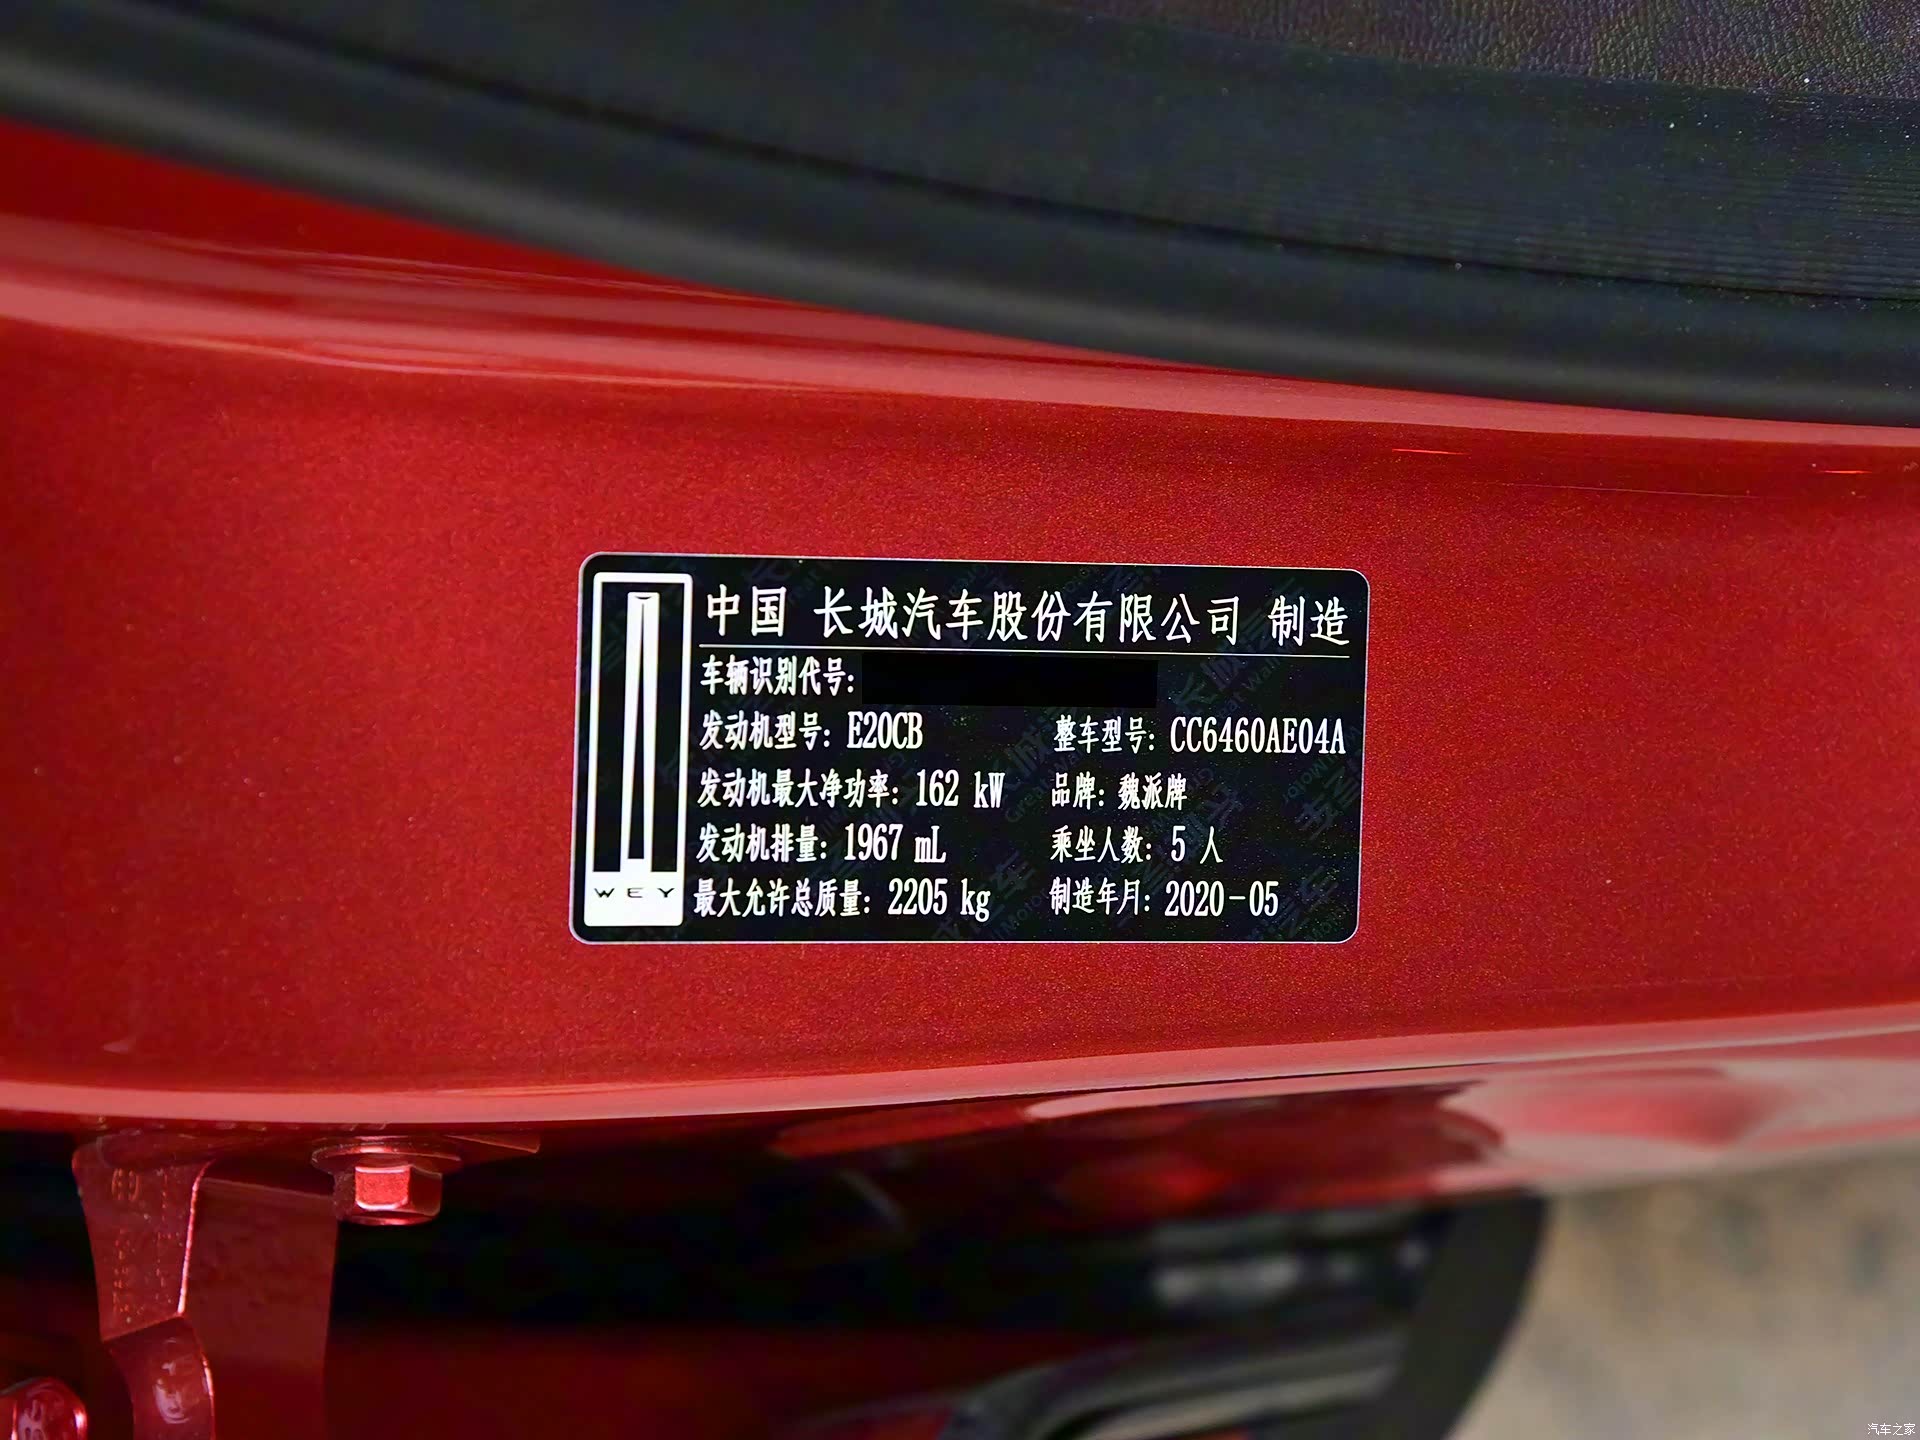 中国 长城汽车股份有限公司 制造
车辆识别代号:
发动机型号: E20CB 整车型号: CC6460AE04A
发动机最大净功率: 162 kW 品牌: 魏派牌
发动机排量: 1967 mL 乘坐人数: 5 人
最大允许总质量: 2205 kg 制造年月: 2020-05
WEY
汽车之家